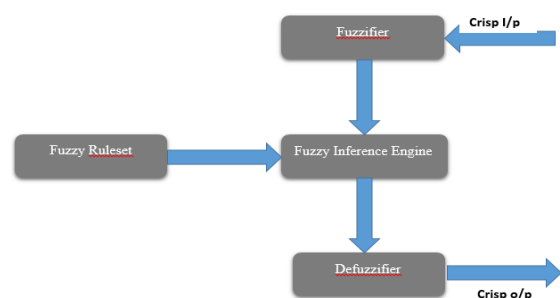 Crisp I/p
Fuzzifier
Fuzzy Ruleset
Fuzzy Inference Engine
Defuzzifier
Crisp o/p